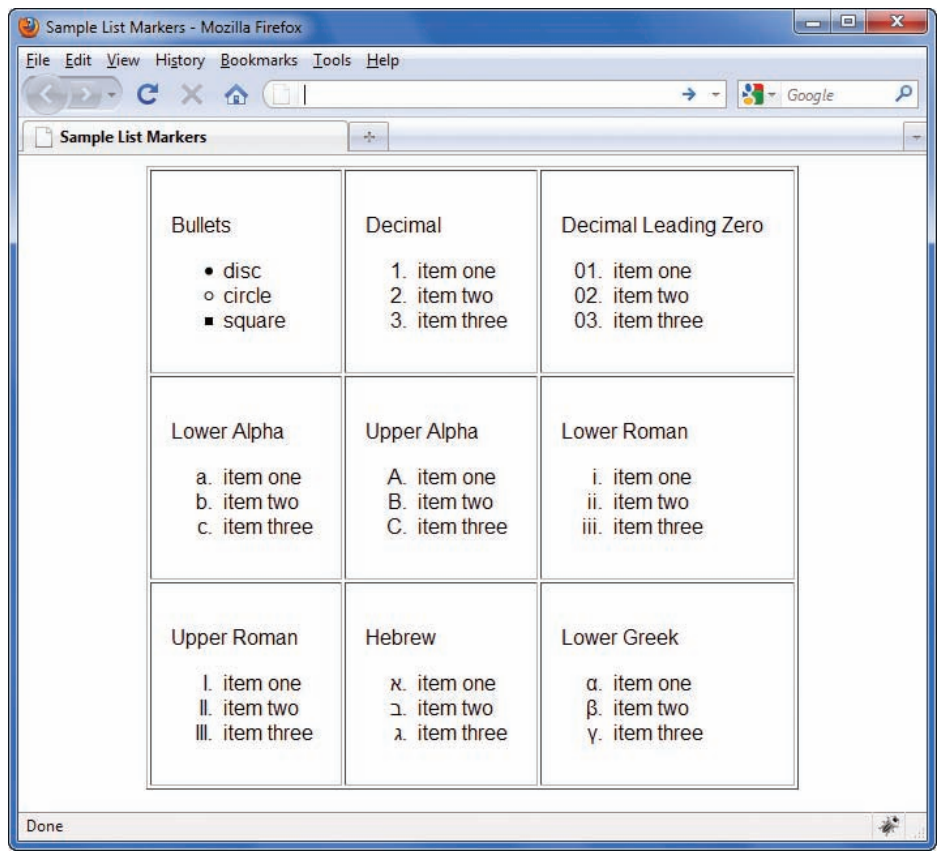 Sample List Markers - Mozilla Firefox
File Edit View History Bookmarks Tools Help
Google
Sample List Markers
Bullets
disc
circle
square
Decimal
1. item one
2. item two
3. item three
Decimal Leading Zero
01. item one
02. item two
03. item three
Lower Alpha
a. item one
b. item two
c. item three
Upper Alpha
A. item one
B. item two
C. item three
Lower Roman
i. item one
ii. item two
iii. item three
Upper Roman
I. item one
II. item two
III. item three
Hebrew
א. item one
ב. item two
ג. item three
Lower Greek
α. item one
β. item two
γ. item three
Done